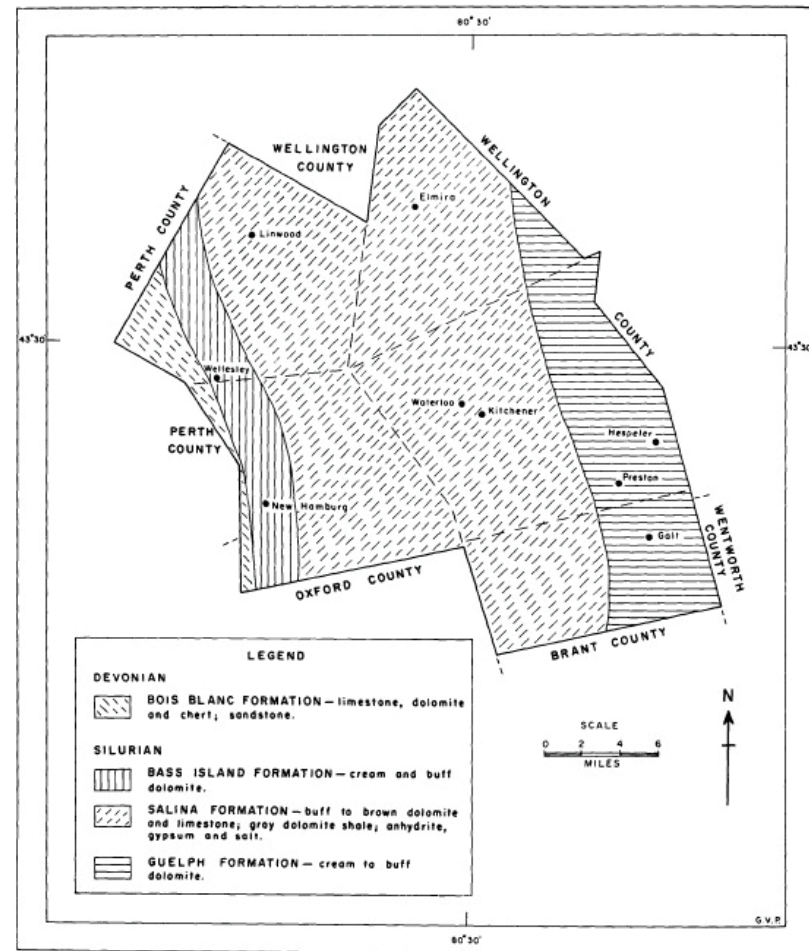 80° 30'
WELLINGTON
COUNTY
WELLINGTON
COUNTY
PERTH COUNTY
Elmira
Linwood
43° 30'
43° 30'
Wellesley
Waterloo
Kitchener
PERTH
COUNTY
Hespeler
Preston
New Hamburg
Galt
WENTWORTH
COUNTY
OXFORD COUNTY
BRANT COUNTY
LEGEND
DEVONIAN
BOIS BLANC FORMATION — limestone, dolomite
and chert; sandstone.
SILURIAN
BASS ISLAND FORMATION — cream and buff
dolomite.
SALINA FORMATION — buff to brown dolomite
and limestone; gray dolomite shale; anhydrite,
gypsum and salt.
GUELPH FORMATION — cream to buff
dolomite.
N
SCALE
0 2 4 6
MILES
G.V.P.
80° 30'